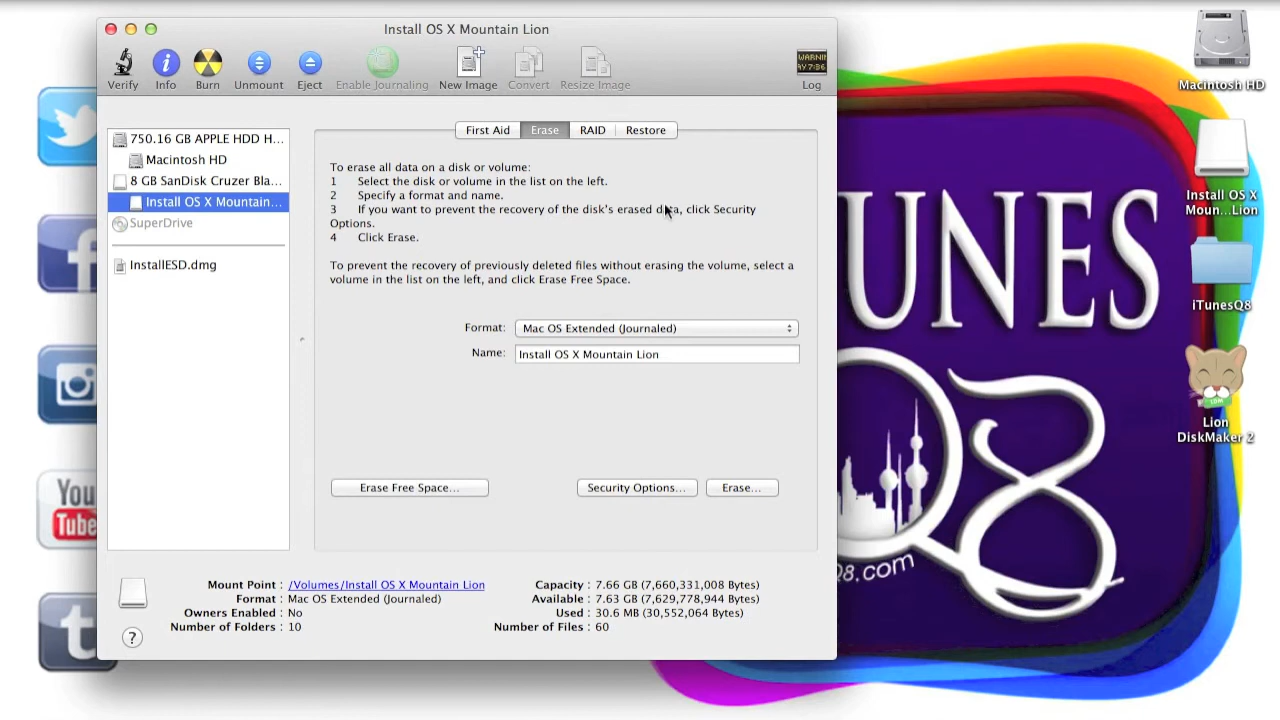 Install OS X Mountain Lion
Verify
Info
Burn
Unmount
Eject
Enable Journaling
New Image
Convert
Resize Image
WARNIN
AY 7:36
Log
750.16 GB APPLE HDD H...
Macintosh HD
8 GB SanDisk Cruzer Bla...
Install OS X Mountain...
SuperDrive
InstallESD.dmg
First Aid
Erase
RAID
Restore
To erase all data on a disk or volume:
1 Select the disk or volume in the list on the left.
2 Specify a format and name.
3 If you want to prevent the recovery of the disk's erased data, click Security
Options.
4 Click Erase.
To prevent the recovery of previously deleted files without erasing the volume, select a
volume in the list on the left, and click Erase Free Space.
Format: Mac OS Extended (Journaled)
Name: Install OS X Mountain Lion
Erase Free Space...
Security Options...
Erase...
Mount Point : /Volumes/Install OS X Mountain Lion
Format : Mac OS Extended (Journaled)
Owners Enabled : No
Number of Folders : 10
Capacity : 7.66 GB (7,660,331,008 Bytes)
Available : 7.63 GB (7,629,778,944 Bytes)
Used : 30.6 MB (30,552,064 Bytes)
Number of Files : 60
?
Macintosh HD
Install OS X
Moun...Lion
iTunesQ8
Lion
DiskMaker 2
UNES
Q8
Q8.com
You
Tube
f
t